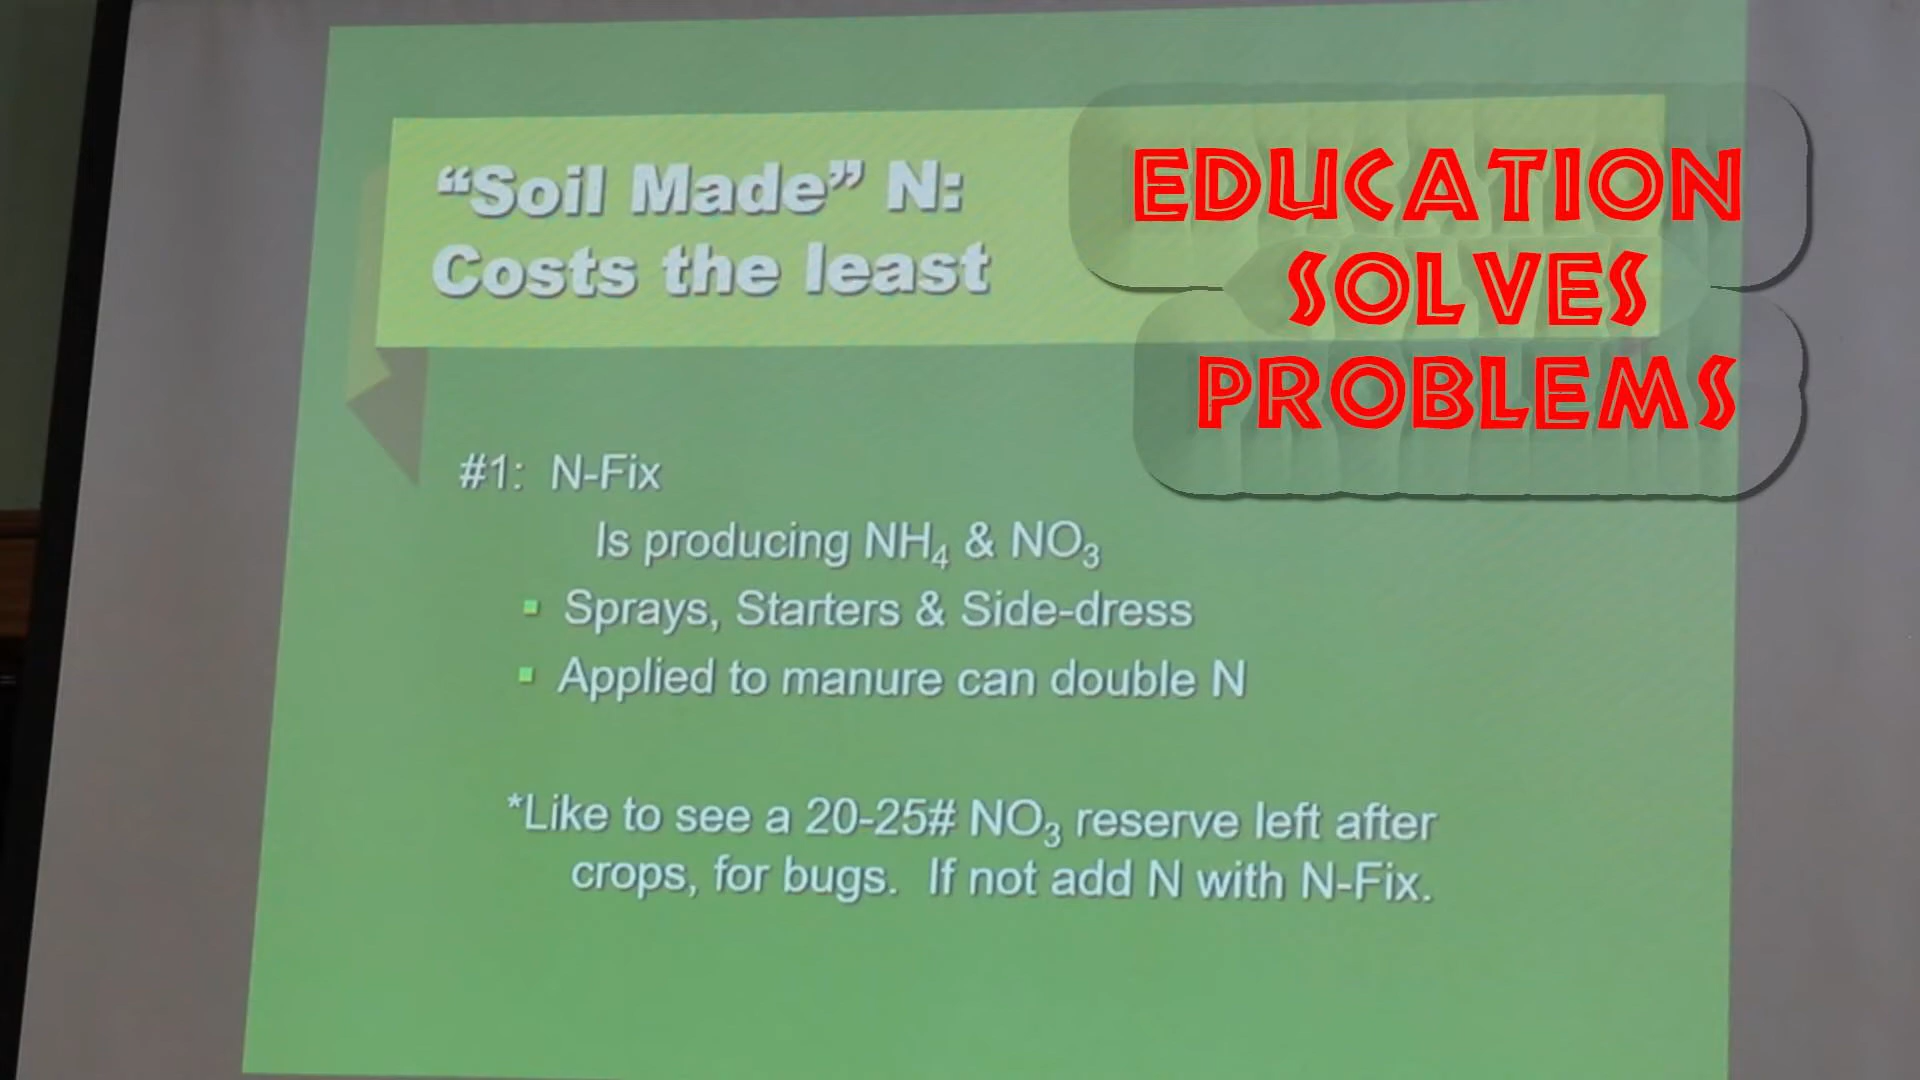 “Soil Made” N:
Costs the least
EDUCATION
SOLVES
PROBLEMS
#1: N-Fix
Is producing NH₄ & NO₃
▪ Sprays, Starters & Side-dress
▪ Applied to manure can double N
*Like to see a 20-25# NO₃ reserve left after
crops, for bugs. If not add N with N-Fix.